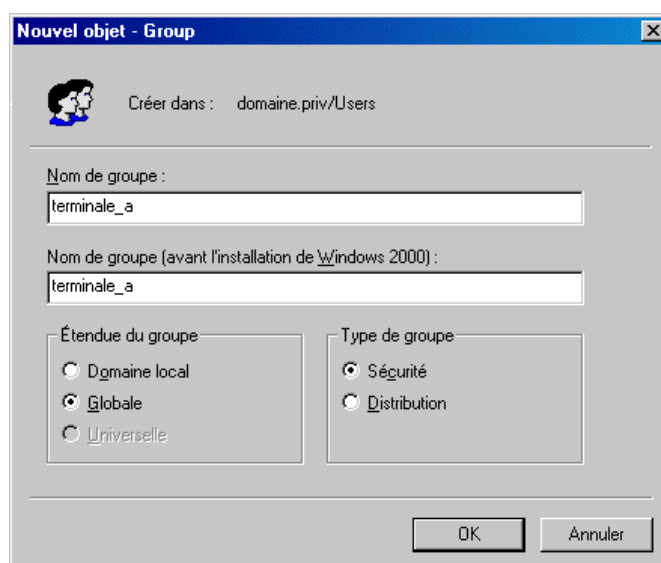 Nouvel objet - Group
Créer dans : domaine.priv/Users
Nom de groupe :
terminale_a
Nom de groupe (avant l'installation de Windows 2000) :
terminale_a
Étendue du groupe
Domaine local
Globale
Universelle
Type de groupe
Sécurité
Distribution
OK
Annuler